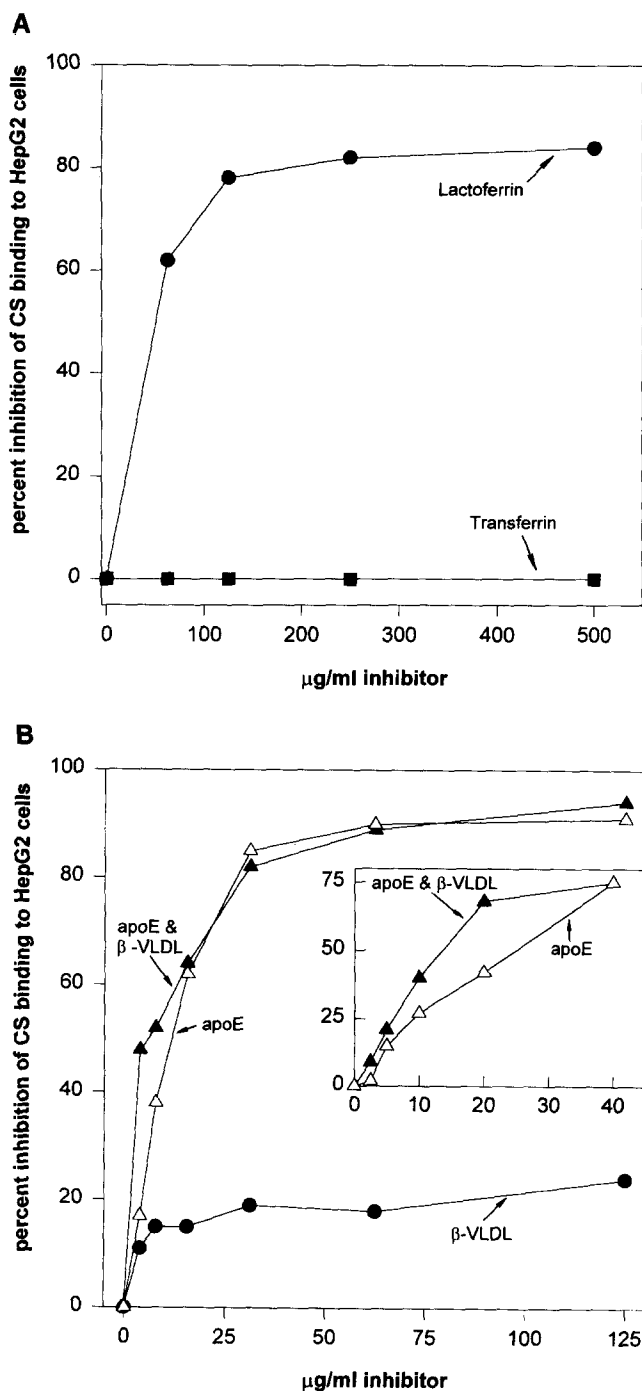 A
percent inhibition of CS binding to HepG2 cells
100
80
60
40
20
0
Lactoferrin
Transferrin
0 100 200 300 400 500
µg/ml inhibitor
B
percent inhibition of CS binding to HepG2 cells
100
80
60
40
20
0
apoE &
β -VLDL
apoE
75
50
25
0
apoE & β-VLDL
apoE
0 10 20 30 40
β-VLDL
0 25 50 75 100 125
µg/ml inhibitor